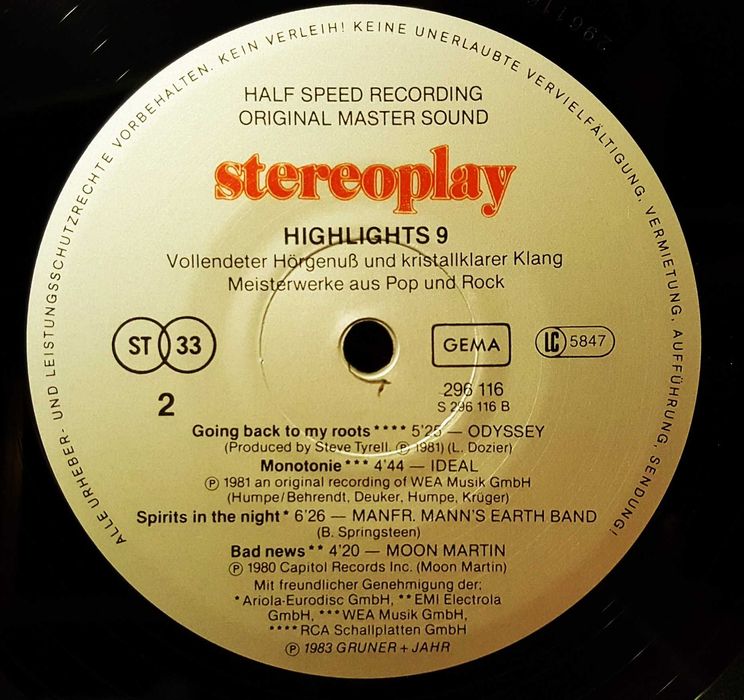 ALLE URHEBER- UND LEISTUNGSSCHUTZRECHTE VORBEHALTEN. KEIN VERLEIH! KEINE UNERLAUBTE VERVIELFÄLTIGUNG, VERMIETUNG, AUFFÜHRUNG, SENDUNG!
HALF SPEED RECORDING
ORIGINAL MASTER SOUND
stereoplay
HIGHLIGHTS 9
Vollendeter Hörgenuß und kristallklarer Klang
Meisterwerke aus Pop und Rock
ST 33
GEMA
LC 5847
2
296 116
S 296 116 B
Going back to my roots**** 5'25 — ODYSSEY
(Produced by Steve Tyrell. ℗ 1981) (L. Dozier)
Monotonie*** 4'44 — IDEAL
℗ 1981 an original recording of WEA Musik GmbH
(Humpe/Behrendt, Deuker, Humpe, Krüger)
Spirits in the night* 6'26 — MANFR. MANN'S EARTH BAND
(B. Springsteen)
Bad news** 4'20 — MOON MARTIN
℗ 1980 Capitol Records Inc. (Moon Martin)
Mit freundlicher Genehmigung der:
*Ariola-Eurodisc GmbH, **EMI Electrola
GmbH, ***WEA Musik GmbH,
****RCA Schallplatten GmbH
℗ 1983 GRUNER + JAHR